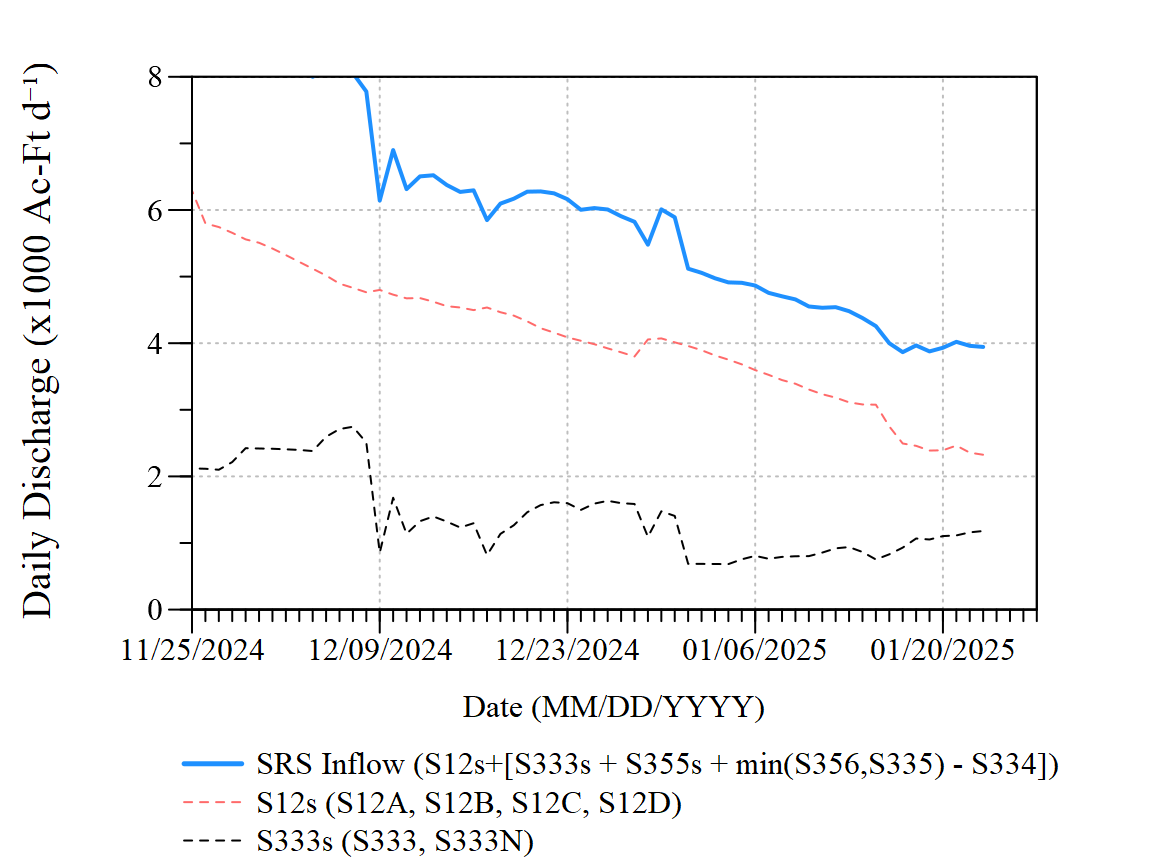 Daily Discharge (x1000 Ac-Ft d⁻¹)
8
6
4
2
0
11/25/2024 12/09/2024 12/23/2024 01/06/2025 01/20/2025
Date (MM/DD/YYYY)
SRS Inflow (S12s+[S333s + S355s + min(S356,S335) - S334])
S12s (S12A, S12B, S12C, S12D)
S333s (S333, S333N)